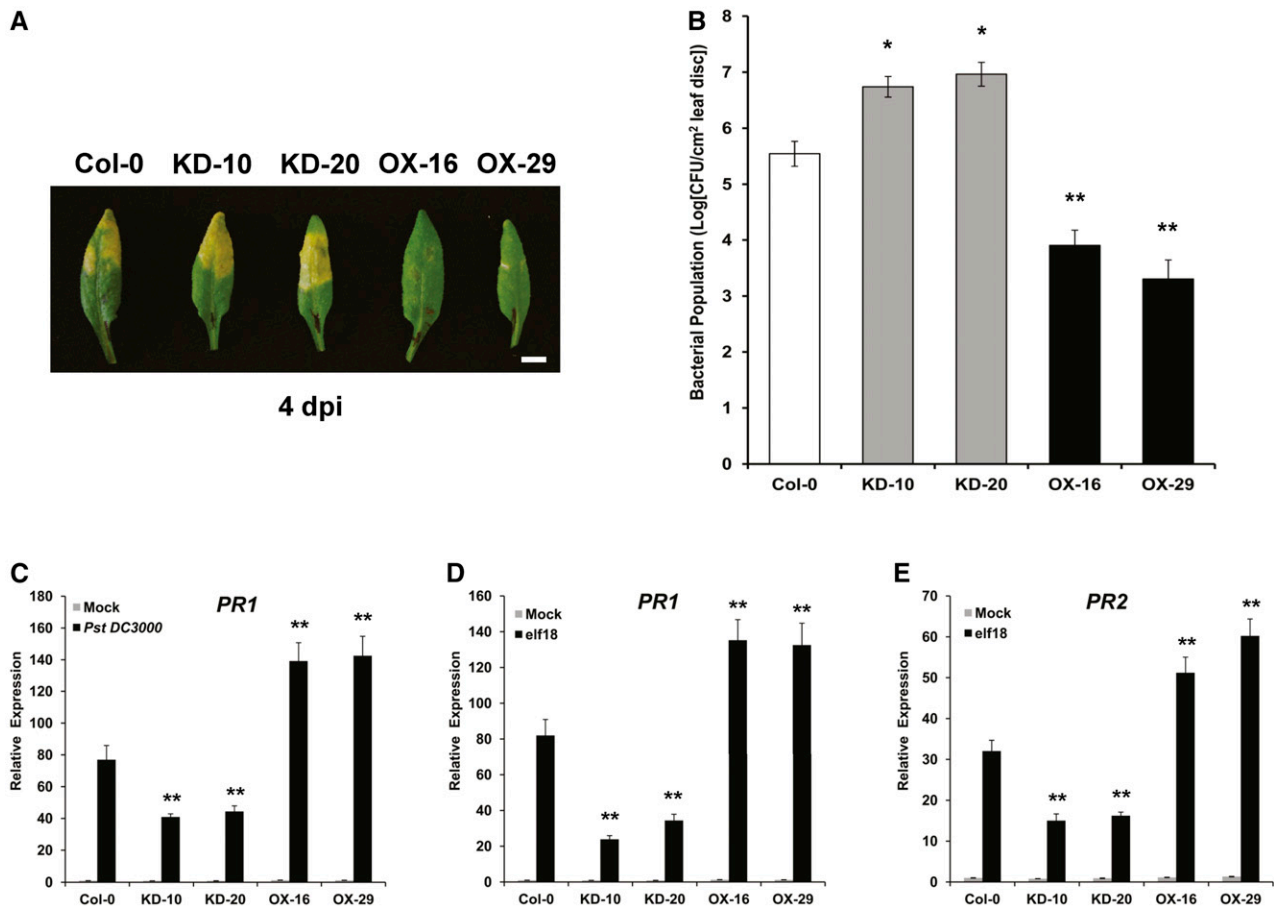 A
Col-0 KD-10 KD-20 OX-16 OX-29
4 dpi
B
Bacterial Population (Log[CFU/cm² leaf disc])
8
7
6
5
4
3
2
1
0
* * ** **
Col-0 KD-10 KD-20 OX-16 OX-29
C
PR1
Mock
Pst DC3000
Relative Expression
180
160
140
120
100
80
60
40
20
0
** ** ** **
Col-0 KD-10 KD-20 OX-16 OX-29
D
PR1
Mock
elf18
Relative Expression
160
140
120
100
80
60
40
20
0
** ** ** **
Col-0 KD-10 KD-20 OX-16 OX-29
E
PR2
Mock
elf18
Relative Expression
70
60
50
40
30
20
10
0
** ** ** **
Col-0 KD-10 KD-20 OX-16 OX-29